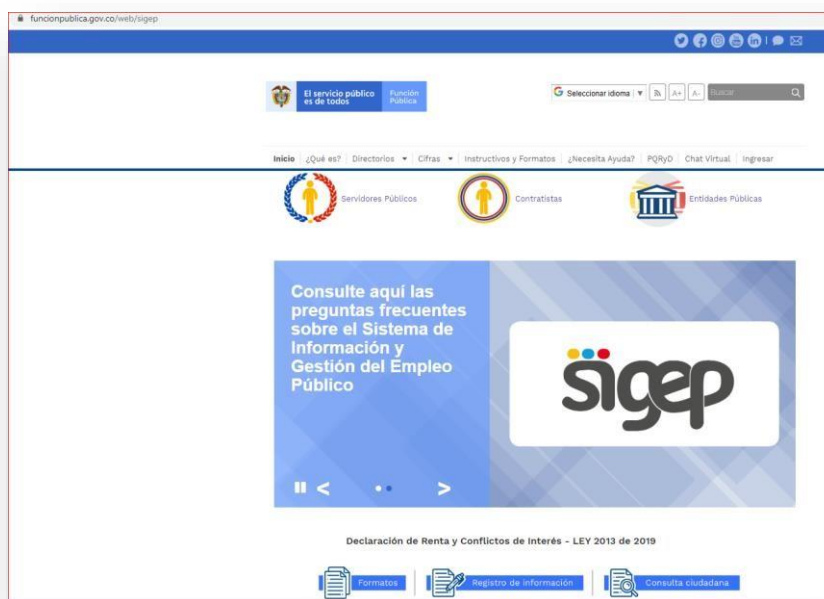 funcionpublica.gov.co/web/sigep
El servicio público
es de todos
Función
Pública
G Seleccionar idioma ▼ A+ A- Buscar
Inicio ¿Qué es? Directorios Cifras Instructivos y Formatos ¿Necesita Ayuda? PQRyD Chat Virtual Ingresar
Servidores Públicos Contratistas Entidades Públicas
Consulte aquí las
preguntas frecuentes
sobre el Sistema de
Información y
Gestión del Empleo
Público
sigep
Declaración de Renta y Conflictos de Interés - LEY 2013 de 2019
Formatos Registro de información Consulta ciudadana